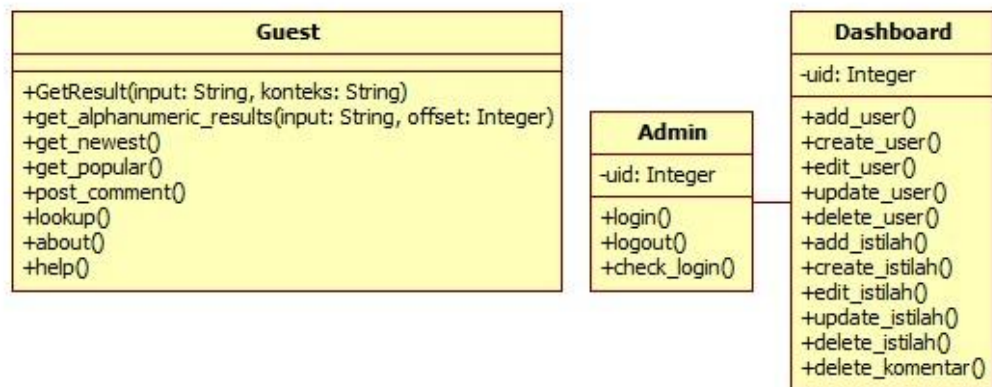 Guest
+GetResult(input: String, konteks: String)
+get_alphanumeric_results(input: String, offset: Integer)
+get_newest()
+get_popular()
+post_comment()
+lookup()
+about()
+help()
Admin
-uid: Integer
+login()
+logout()
+check_login()
Dashboard
-uid: Integer
+add_user()
+create_user()
+edit_user()
+update_user()
+delete_user()
+add_istilah()
+create_istilah()
+edit_istilah()
+update_istilah()
+delete_istilah()
+delete_komentar()